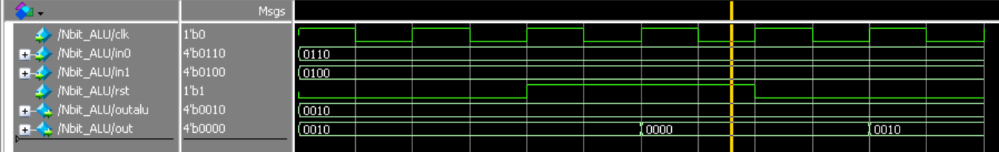 Msgs
/Nbit_ALU/clk 1'b0
/Nbit_ALU/in0 4'b0110 0110
/Nbit_ALU/in1 4'b0100 0100
/Nbit_ALU/rst 1'b1
/Nbit_ALU/outalu 4'b0010 0010
/Nbit_ALU/out 4'b0000 0010 0000 0010